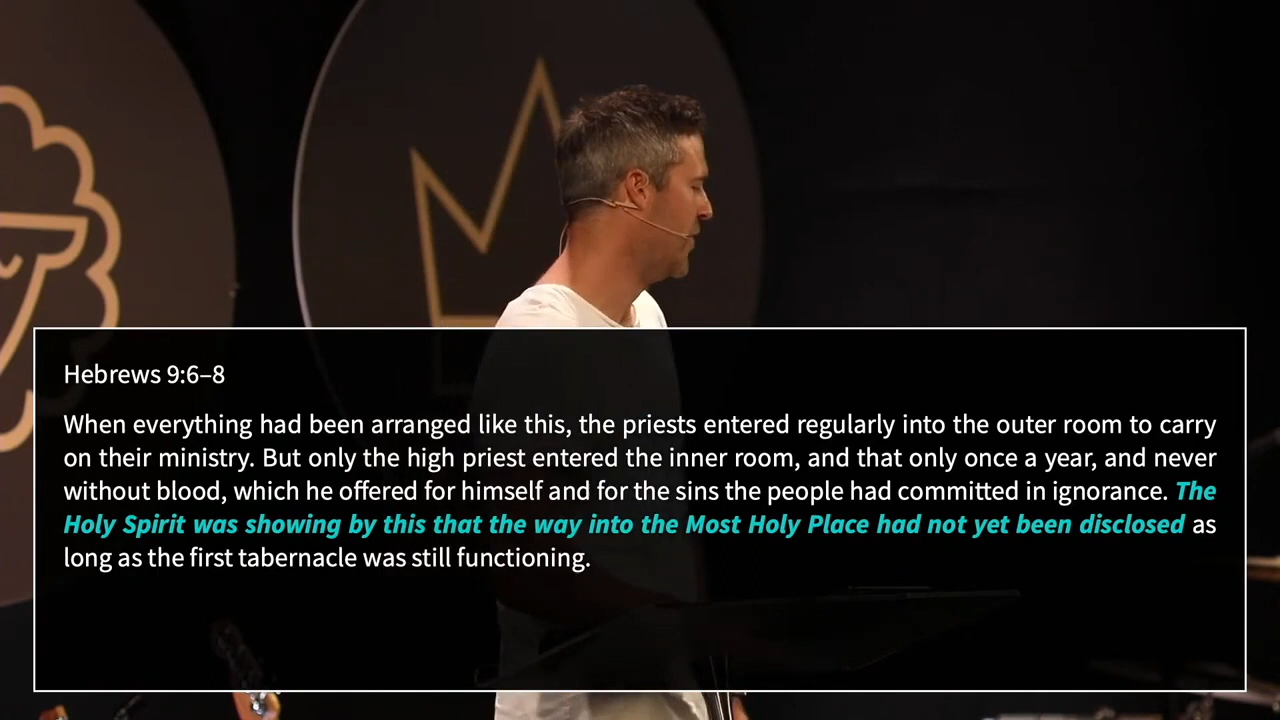 Hebrews 9:6–8
When everything had been arranged like this, the priests entered regularly into the outer room to carry
on their ministry. But only the high priest entered the inner room, and that only once a year, and never
without blood, which he offered for himself and for the sins the people had committed in ignorance. The
Holy Spirit was showing by this that the way into the Most Holy Place had not yet been disclosed as
long as the first tabernacle was still functioning.